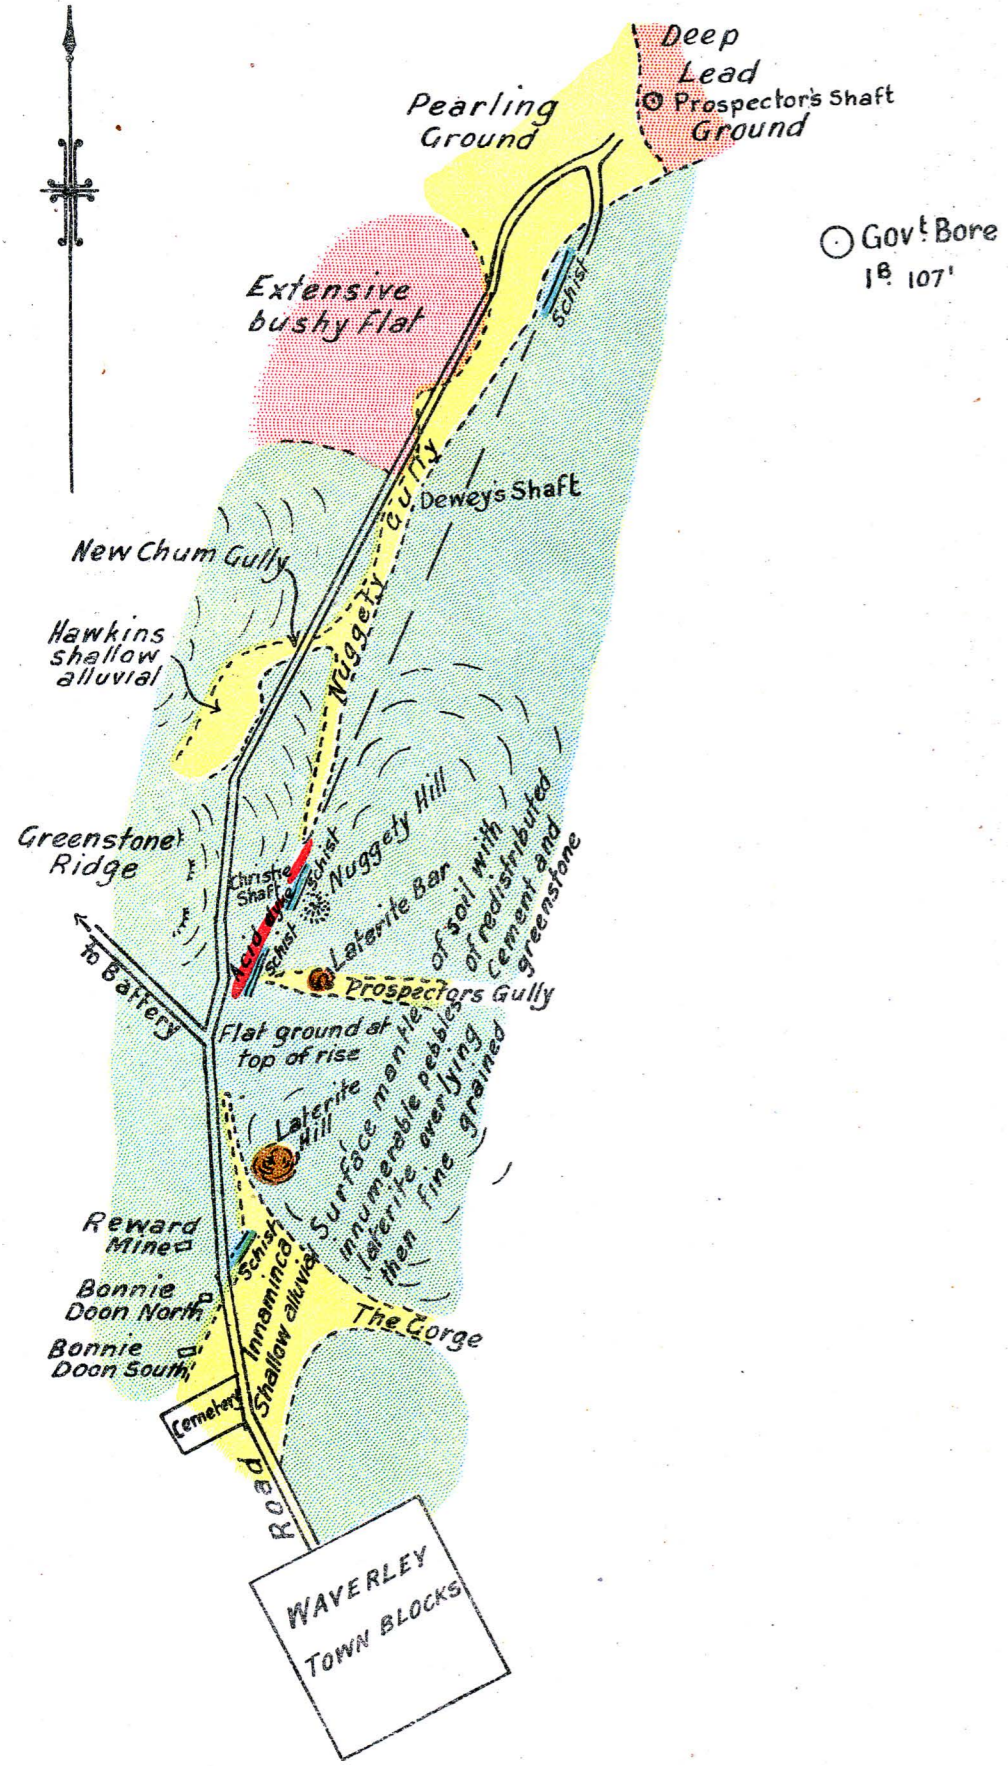 Deep
Lead
Prospector's Shaft
Ground
Pearling
Ground
Gov.t Bore
1B. 107'
Schist
Extensive
bushy Flat
Dewey's Shaft
Nuggety Gully
New Chum Gully
Hawkins
shallow
alluvial
Greenstone
Ridge
Christie
Shaft
Schist
Nuggety Hill
Acid dyke
Schist
Laterite Bar
Prospectors Gully
To Battery
Flat ground at
top of rise
Surface mantle of soil with
innumerable pebbles of redistributed
laterite overlying cement and
then fine grained greenstone
Laterite
Hill
Reward
Mine
Schist
Bonnie
Doon North
Bonnie
Doon South
Innaminca
Shallow alluvial
The Gorge
Cemetery
Road
WAVERLEY
TOWN BLOCKS